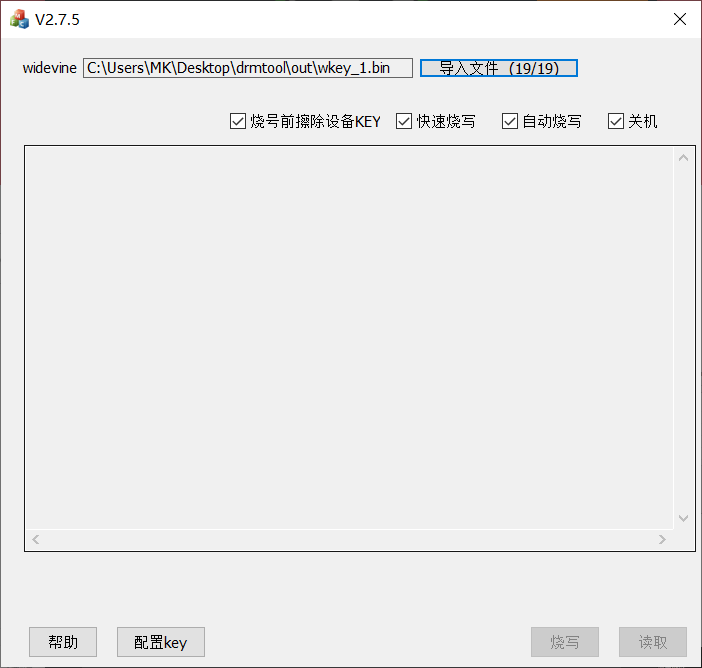 V2.7.5
widevine C:\Users\MK\Desktop\drmtool\out\wkey_1.bin 导入文件 (19/19)
烧号前擦除设备KEY 快速烧写 自动烧写 关机
帮助 配置key 烧写 读取